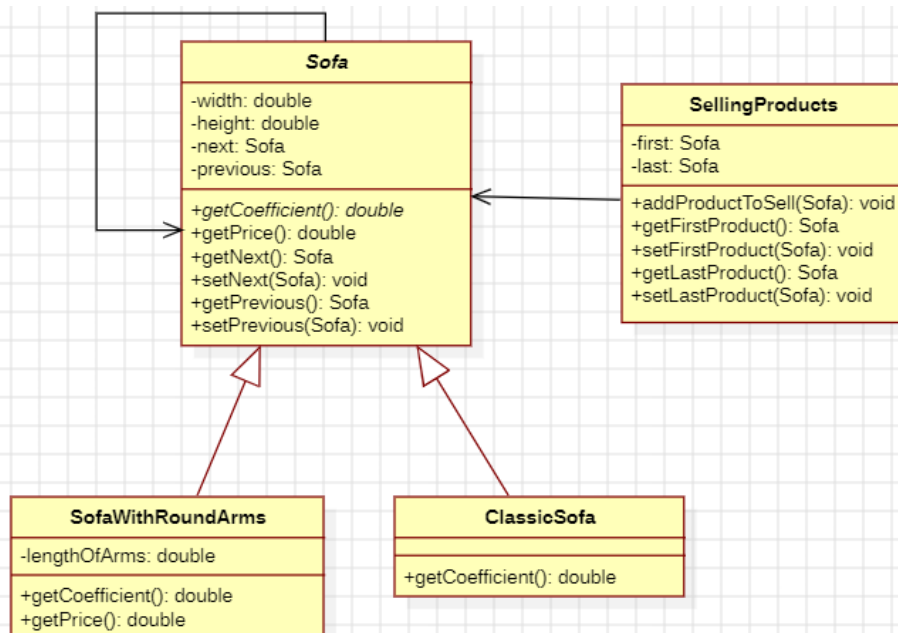 Sofa
-width: double
-height: double
-next: Sofa
-previous: Sofa
+getCoefficient(): double
+getPrice(): double
+getNext(): Sofa
+setNext(Sofa): void
+getPrevious(): Sofa
+setPrevious(Sofa): void
SellingProducts
-first: Sofa
-last: Sofa
+addProductToSell(Sofa): void
+getFirstProduct(): Sofa
+setFirstProduct(Sofa): void
+getLastProduct(): Sofa
+setLastProduct(Sofa): void
SofaWithRoundArms
-lengthOfArms: double
+getCoefficient(): double
+getPrice(): double
ClassicSofa
+getCoefficient(): double